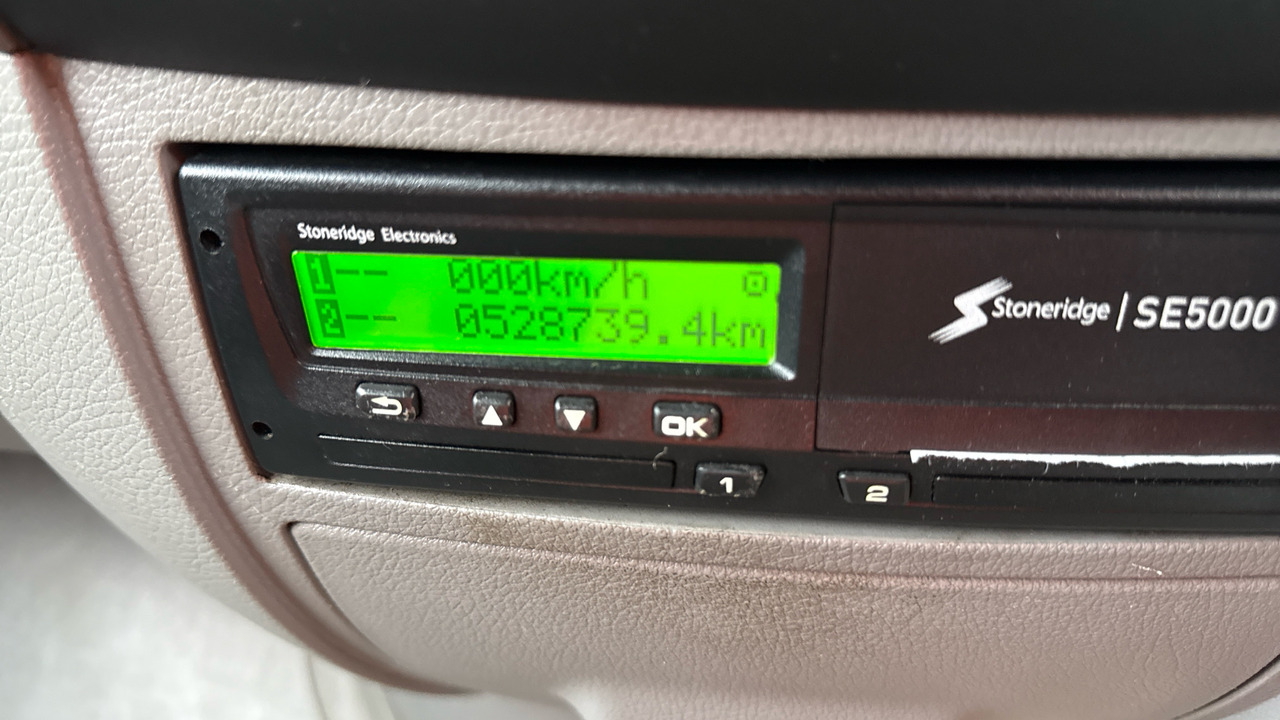 Stoneridge Electronics
1-- 000km/h
2-- 0528739.4km
OK
1
2
Stoneridge | SE5000